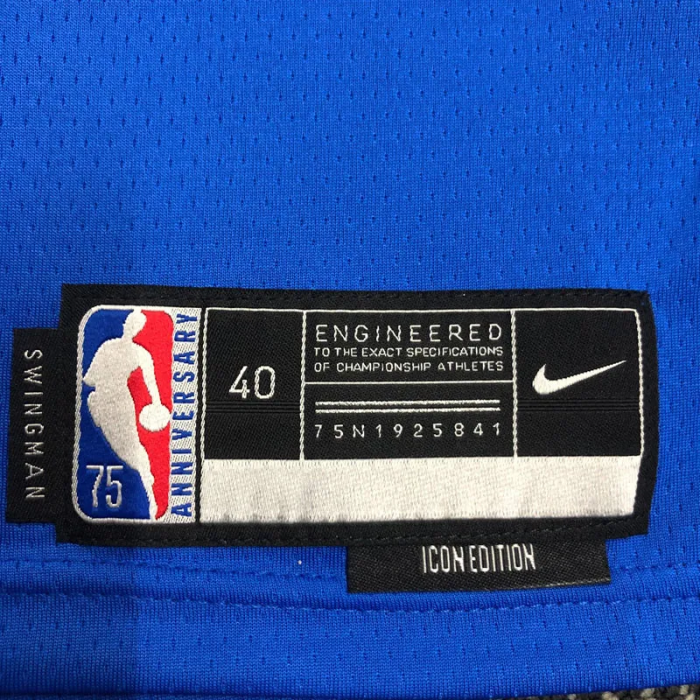 SWINGMAN
75
ANNIVERSARY
40
ENGINEERED
TO THE EXACT SPECIFICATIONS
OF CHAMPIONSHIP ATHLETES
75N1925841
ICON EDITION